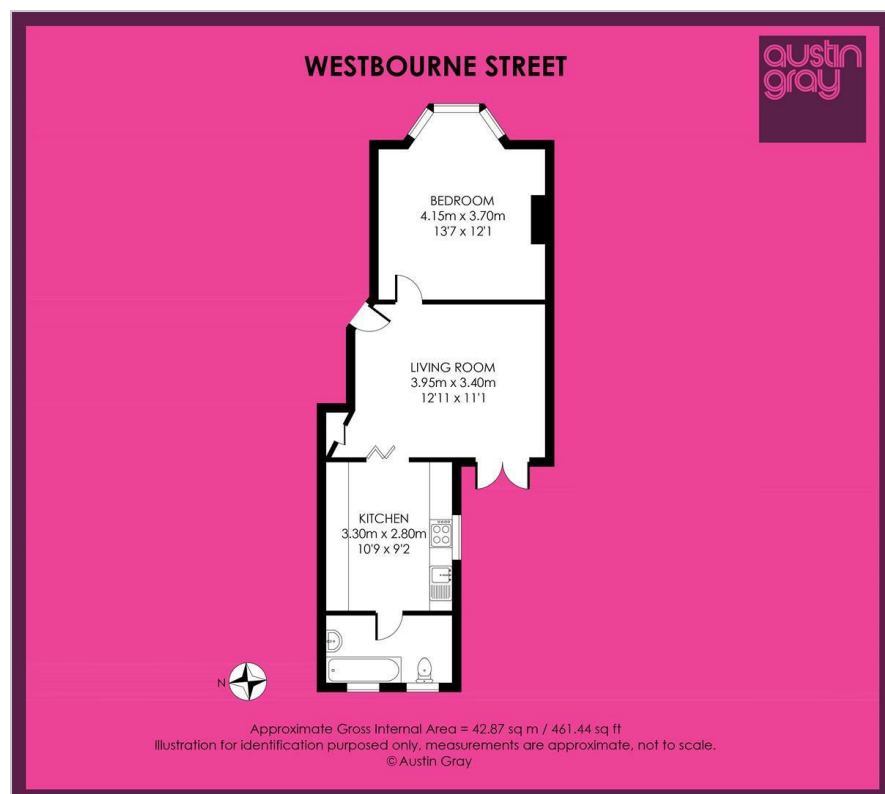 WESTBOURNE STREET
austin
gray
BEDROOM
4.15m x 3.70m
13'7 x 12'1
LIVING ROOM
3.95m x 3.40m
12'11 x 11'1
KITCHEN
3.30m x 2.80m
10'9 x 9'2
N
Approximate Gross Internal Area = 42.87 sq m / 461.44 sq ft
Illustration for identification purposed only, measurements are approximate, not to scale.
© Austin Gray